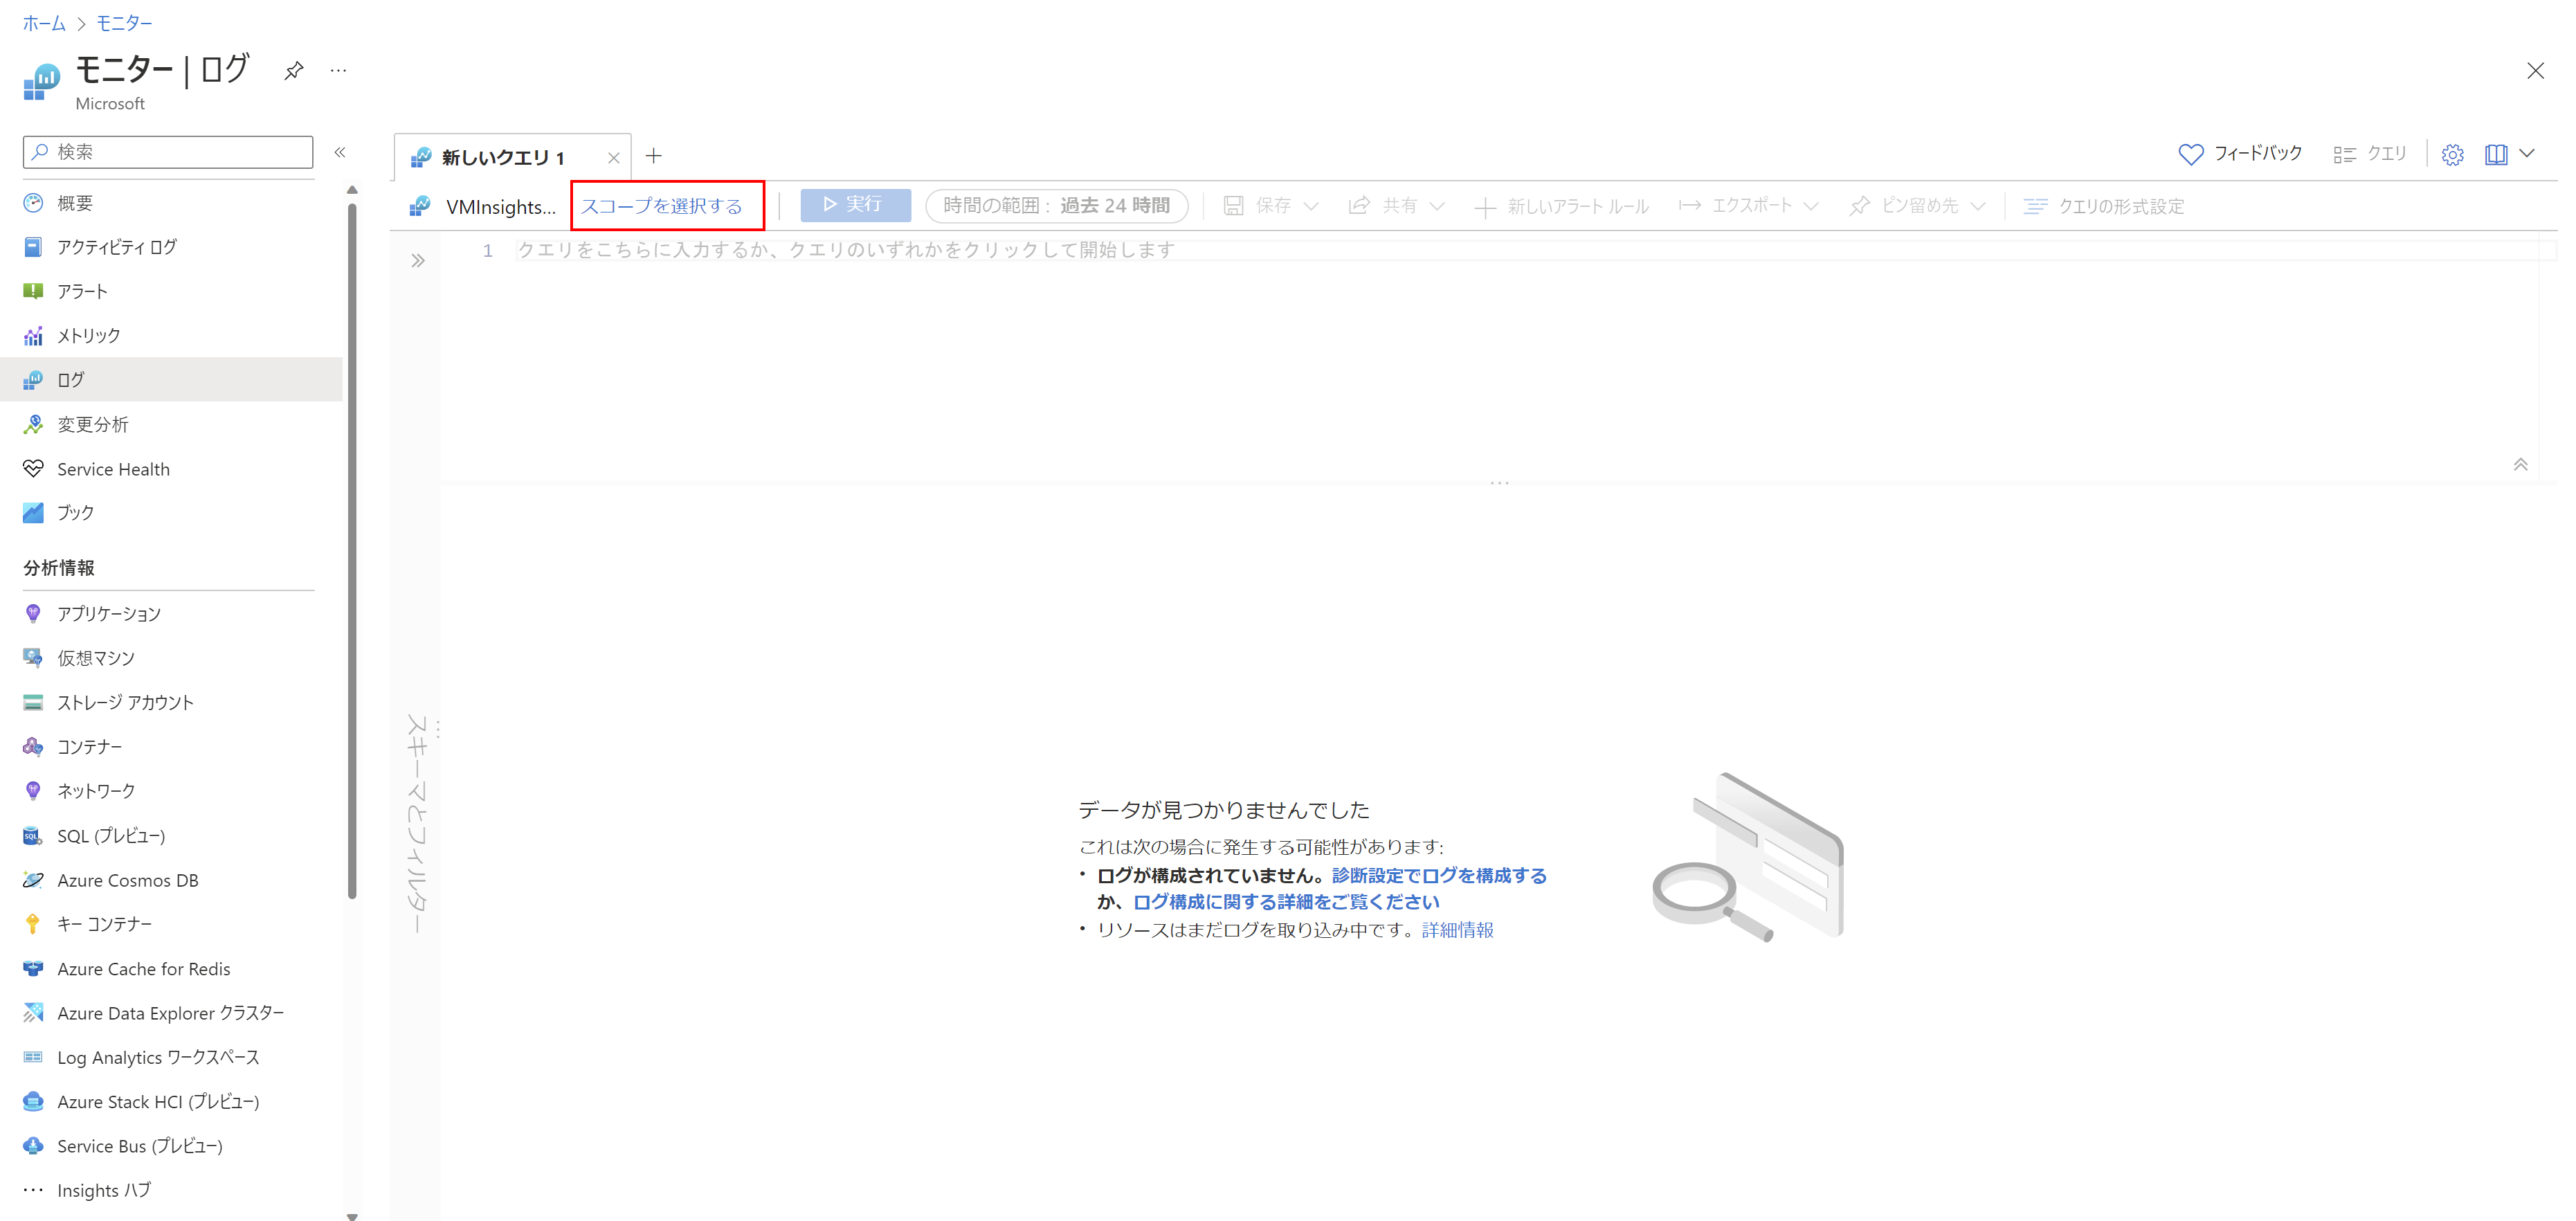 ホーム > モニター
モニター | ログ
Microsoft
検索
概要
アクティビティ ログ
アラート
メトリック
ログ
変更分析
Service Health
ブック
分析情報
アプリケーション
仮想マシン
ストレージ アカウント
コンテナー
ネットワーク
SQL (プレビュー)
Azure Cosmos DB
キー コンテナー
Azure Cache for Redis
Azure Data Explorer クラスター
Log Analytics ワークスペース
Azure Stack HCI (プレビュー)
Service Bus (プレビュー)
Insights ハブ
新しいクエリ 1
フィードバック
クエリ
VMInsights... スコープを選択する 実行 時間の範囲 : 過去 24 時間 保存 共有 新しいアラート ルール エクスポート ピン留め先 クエリの形式設定
1 クエリをこちらに入力するか、クエリのいずれかをクリックして開始します
スキーマとフィルター
データが見つかりませんでした
これは次の場合に発生する可能性があります:
・ログが構成されていません。診断設定でログを構成する
か、ログ構成に関する詳細をご覧ください
・リソースはまだログを取り込み中です。詳細情報